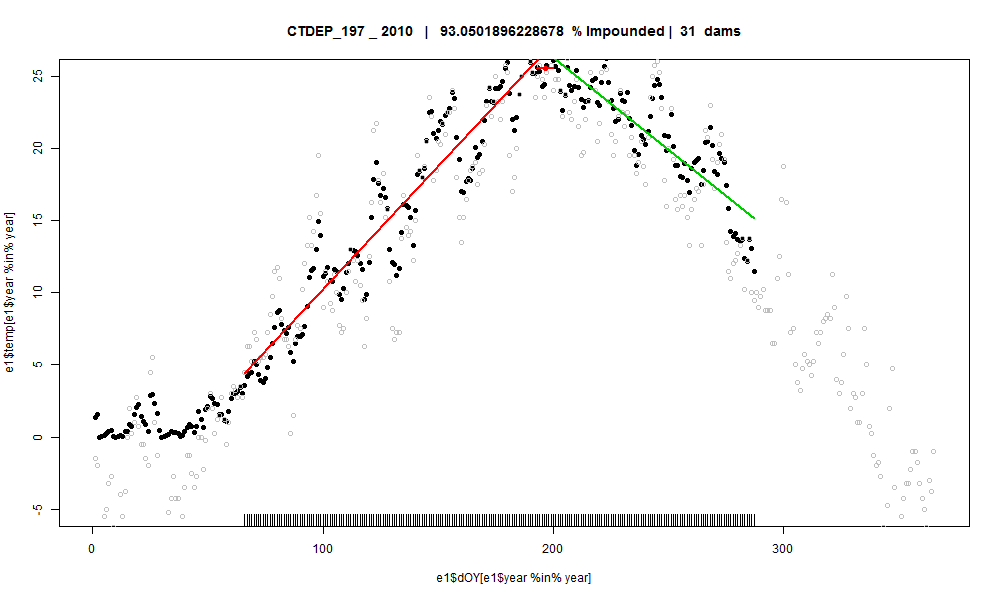 CTDEP_197 _ 2010 | 93.0501896228678 % Impounded | 31 dams
e1$temp[e1$year %in% year]
25
20
15
10
5
0
-5
0 100 200 300
e1$dOY[e1$year %in% year]